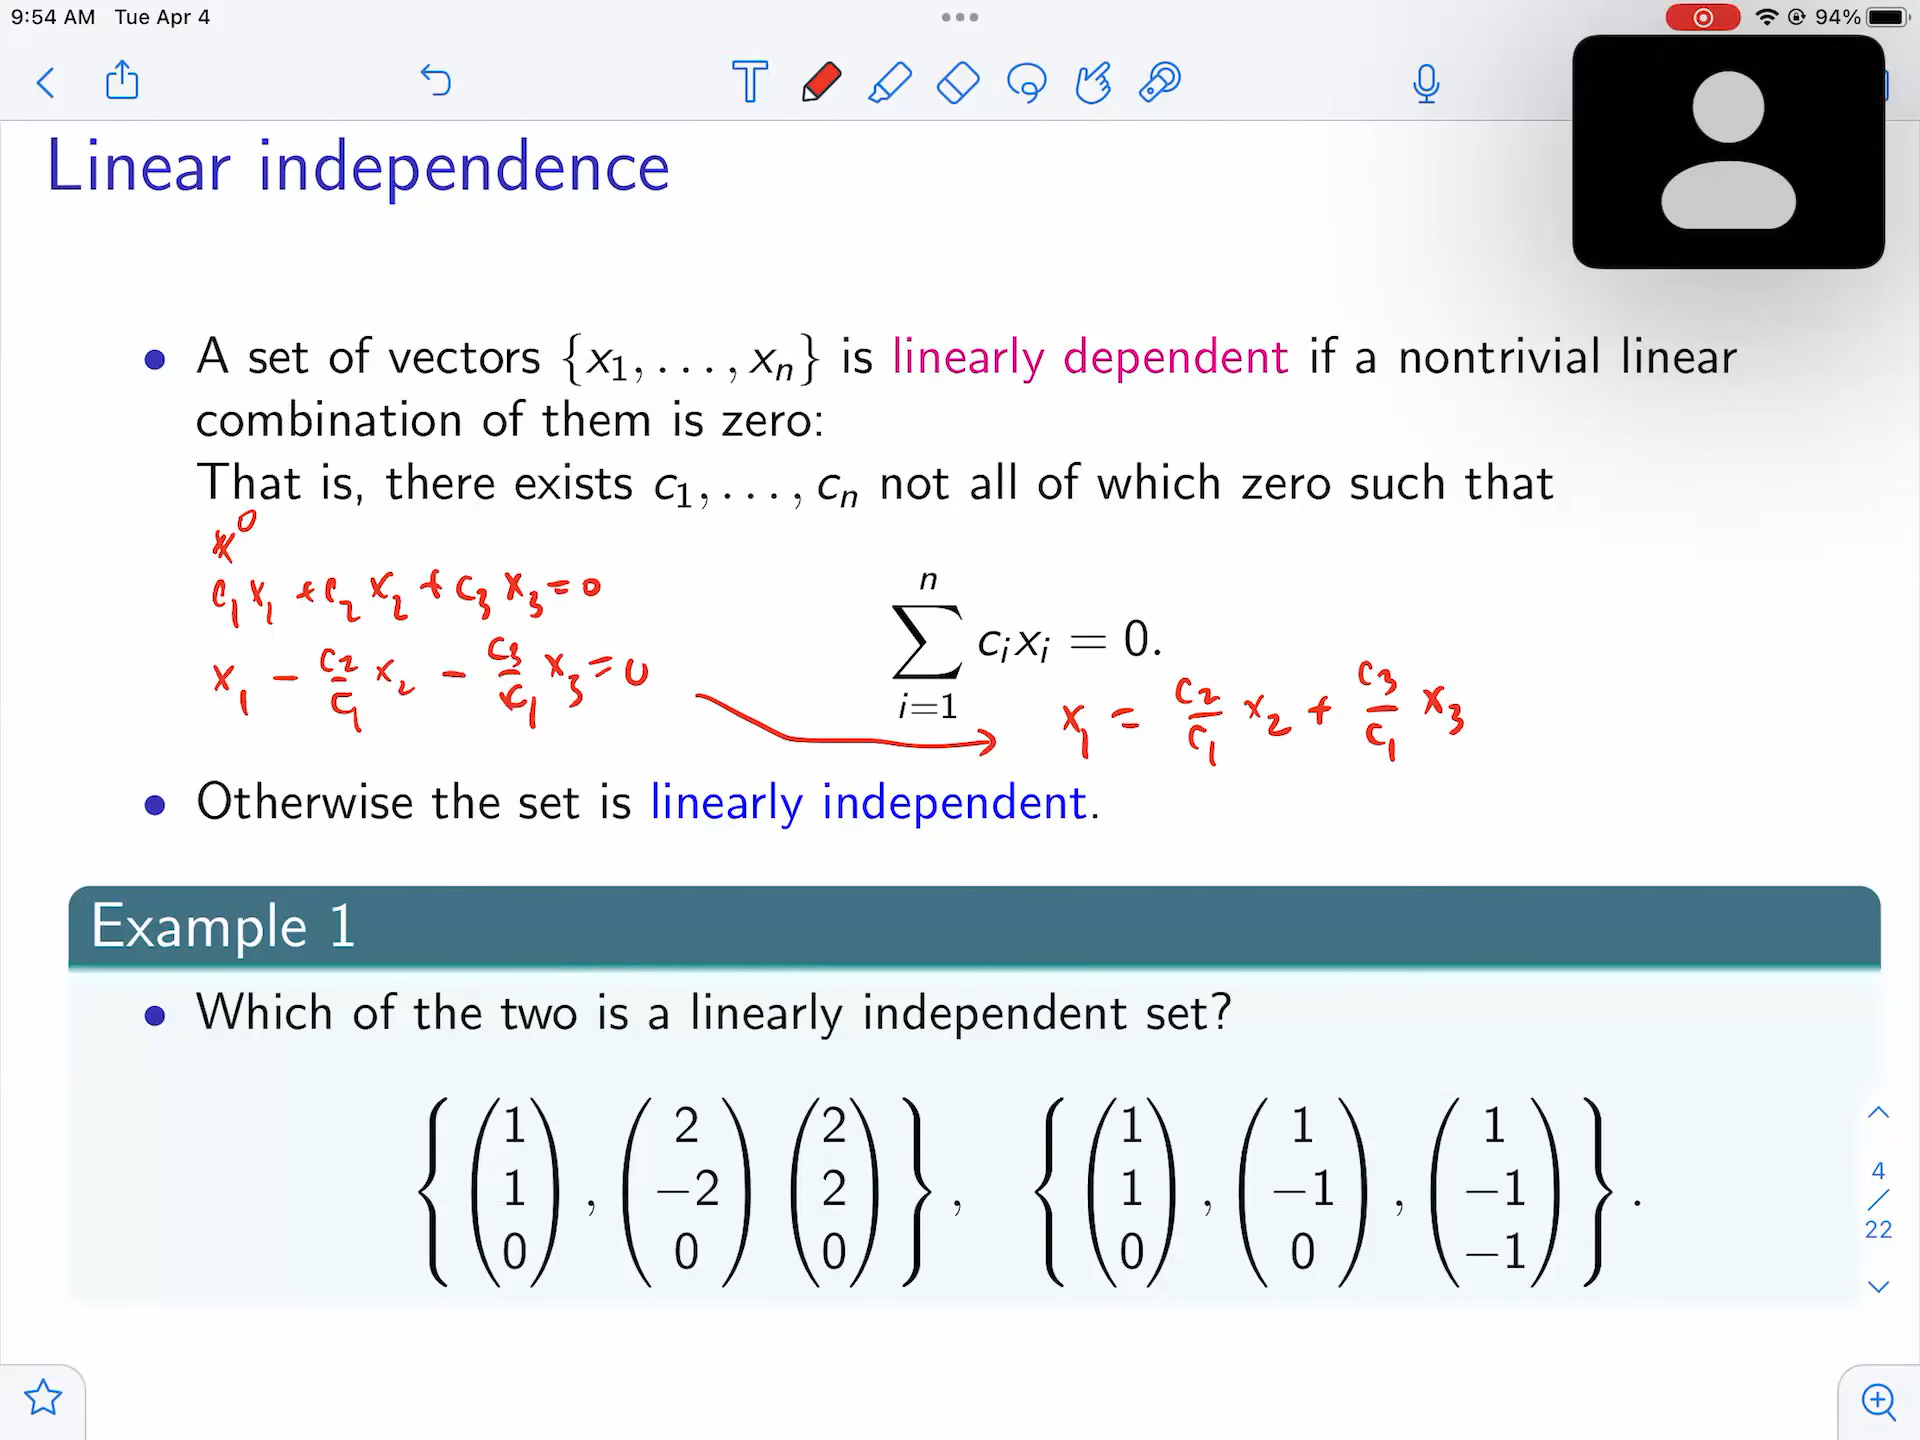 9:54 AM Tue Apr 4
94%
Linear independence
• A set of vectors {x₁, . . . , xₙ} is linearly dependent if a nontrivial linear
combination of them is zero:
That is, there exists c₁, . . . , cₙ not all of which zero such that
c₁x₁ + c₂x₂ + c₃x₃ = 0
∑ᵢ₌₁ⁿ cᵢxᵢ = 0.
x₁ − c₂/c₁ x₂ − c₃/c₁ x₃ = 0
x₁ = c₂/c₁ x₂ + c₃/c₁ x₃
• Otherwise the set is linearly independent.
Example 1
• Which of the two is a linearly independent set?
{(1 1 0), (2 −2 0) (2 2 0)}, {(1 1 0), (1 −1 0), (1 −1 −1)}.
4
/
22